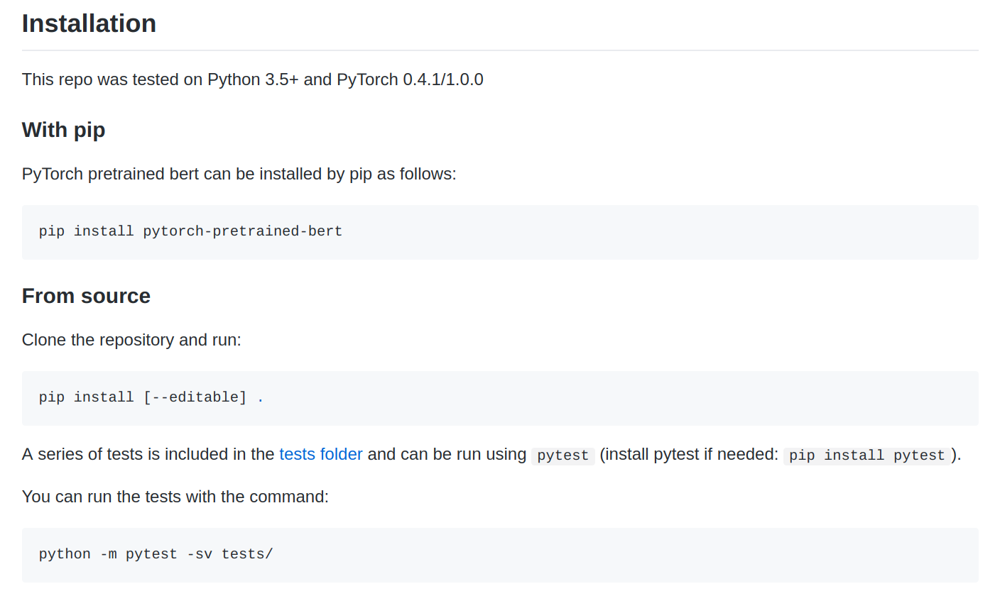 Installation
This repo was tested on Python 3.5+ and PyTorch 0.4.1/1.0.0
With pip
PyTorch pretrained bert can be installed by pip as follows:
pip install pytorch-pretrained-bert
From source
Clone the repository and run:
pip install [--editable] .
A series of tests is included in the tests folder and can be run using pytest (install pytest if needed: pip install pytest ).
You can run the tests with the command:
python -m pytest -sv tests/